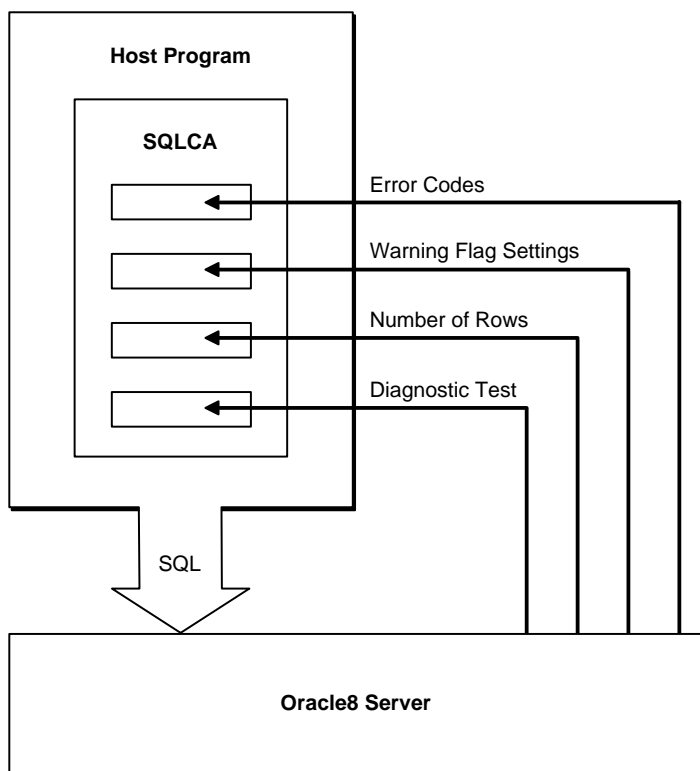 Host Program
SQLCA
Error Codes
Warning Flag Settings
Number of Rows
Diagnostic Test
SQL
Oracle8 Server